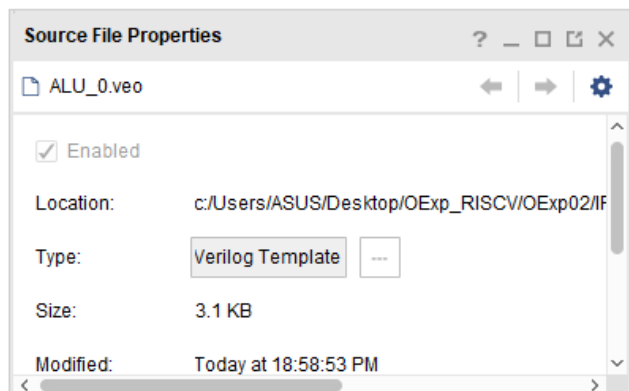 Source File Properties ?
ALU_0.veo
Enabled
Location: c:/Users/ASUS/Desktop/OExp_RISCV/OExp02/IF
Type: Verilog Template ---
Size: 3.1 KB
Modified: Today at 18:58:53 PM